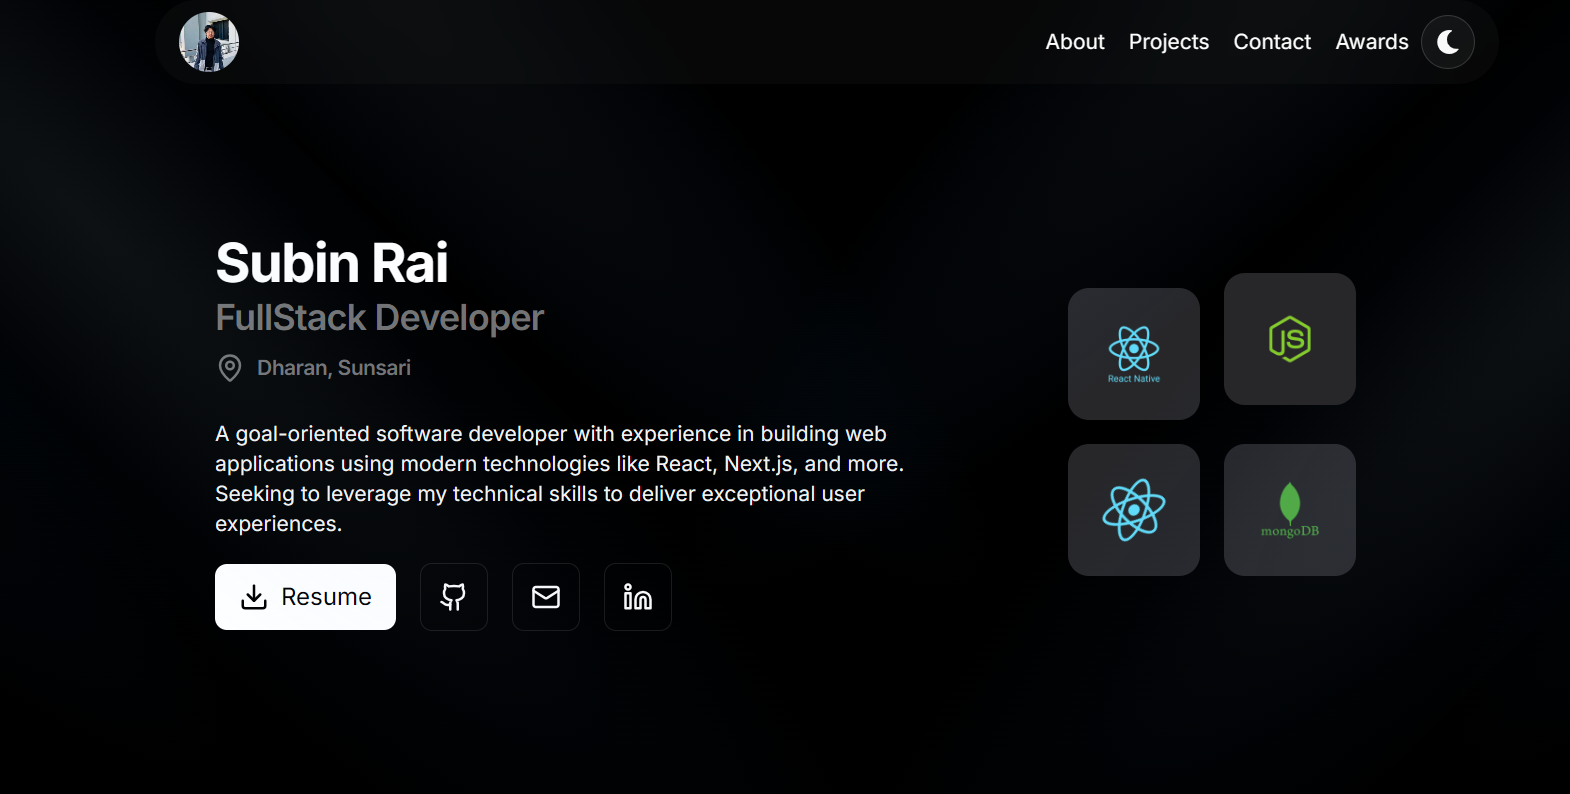 About Projects Contact Awards
Subin Rai
FullStack Developer
Dharan, Sunsari
A goal-oriented software developer with experience in building web
applications using modern technologies like React, Next.js, and more.
Seeking to leverage my technical skills to deliver exceptional user
experiences.
Resume
React Native
JS
mongoDB